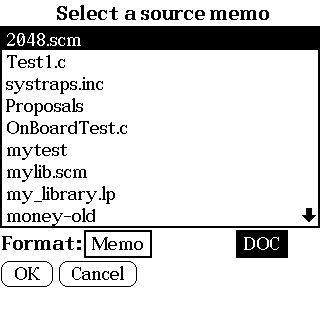 Select a source memo
2048.scm
Test1.c
systraps.inc
Proposals
OnBoardTest.c
mytest
mylib.scm
my_library.lp
money-old
Format: Memo DOC
OK Cancel